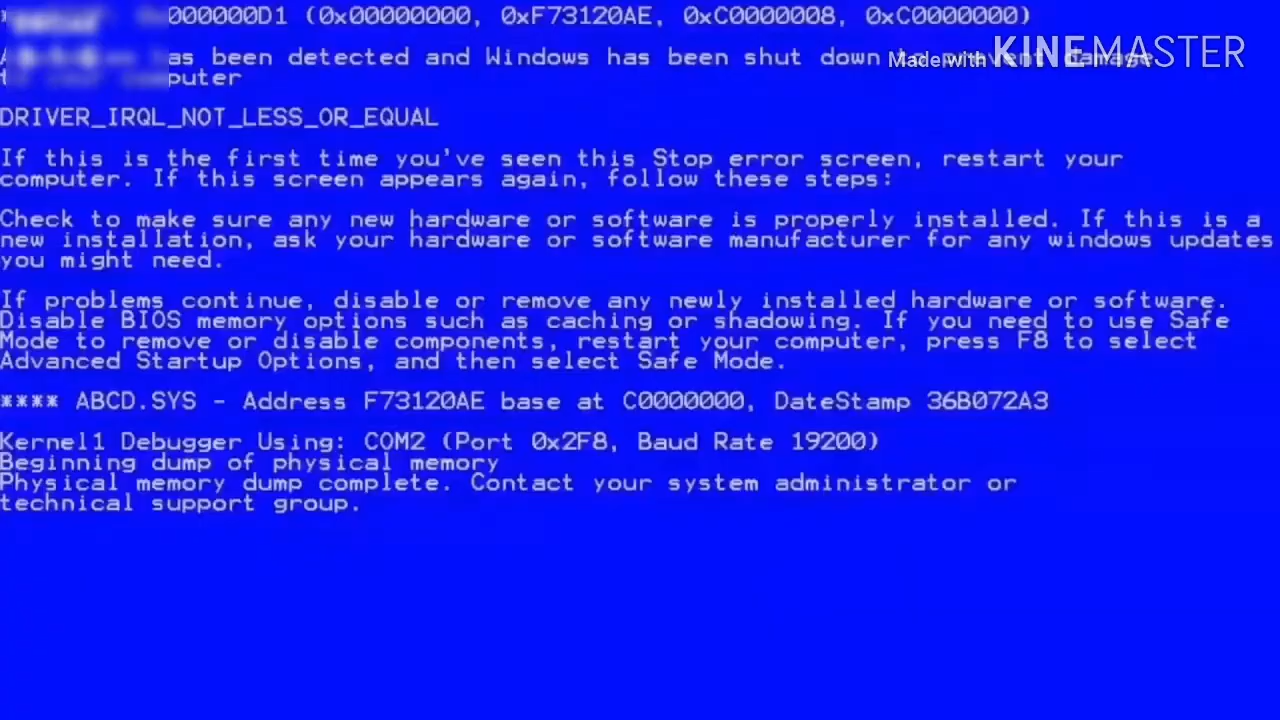 000000D1 (0x00000000, 0xF73120AE, 0xC0000008, 0xC0000000)
Made with KINEMASTER
been detected and Windows has been shut down to prevent damage
DRIVER_IRQL_NOT_LESS_OR_EQUAL
If this is the first time you've seen this Stop error screen, restart your
computer. If this screen appears again, follow these steps:
Check to make sure any new hardware or software is properly installed. If this is a
new installation, ask your hardware or software manufacturer for any windows updates
you might need.
If problems continue, disable or remove any newly installed hardware or software.
Disable BIOS memory options such as caching or shadowing. If you need to use Safe
Mode to remove or disable components, restart your computer, press F8 to select
Advanced Startup Options, and then select Safe Mode.
**** ABCD.SYS - Address F73120AE base at C0000000, DateStamp 36B072A3
Kernel1 Debugger Using: COM2 (Port 0x2F8, Baud Rate 19200)
Beginning dump of physical memory
Physical memory dump complete. Contact your system administrator or
technical support group.